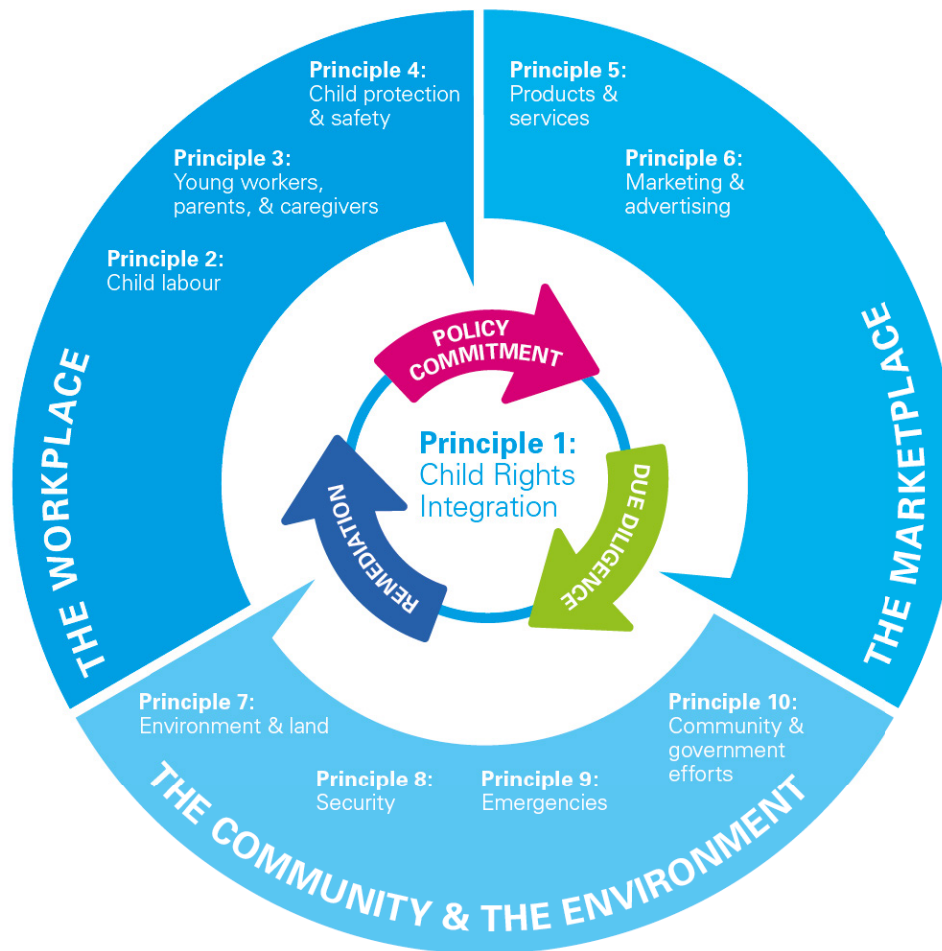 Principle 4:
Child protection
& safety
Principle 3:
Young workers,
parents, & caregivers
Principle 2:
Child labour
THE WORKPLACE
Principle 5:
Products &
services
Principle 6:
Marketing &
advertising
THE MARKETPLACE
POLICY
COMMITMENT
DUE DILIGENCE
REMEDIATION
Principle 1:
Child Rights
Integration
Principle 7:
Environment & land
Principle 8:
Security
Principle 9:
Emergencies
Principle 10:
Community &
government
efforts
THE COMMUNITY & THE ENVIRONMENT